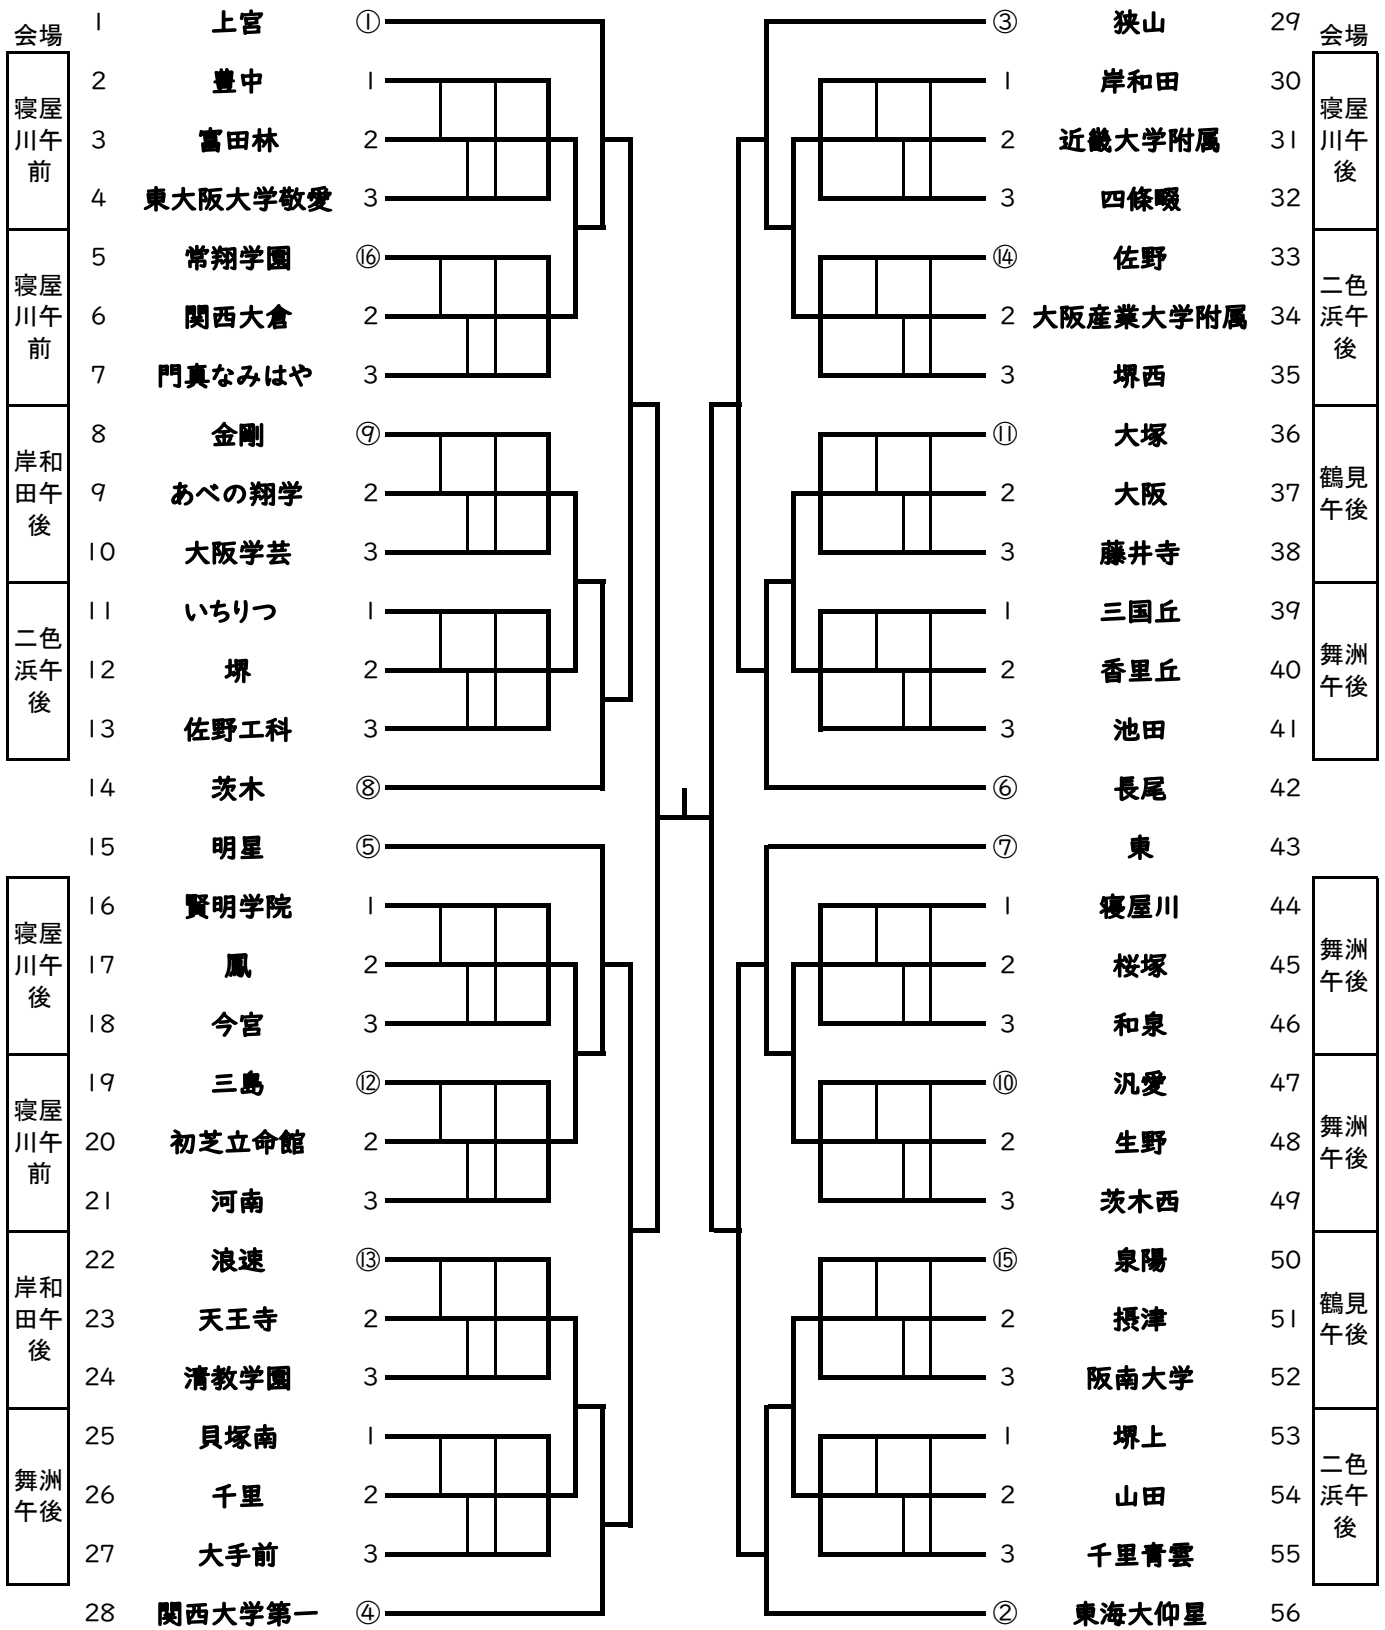 会場
1 上宮 ①
2 豊中 1
3 富田林 2
4 東大阪大学敬愛 3
寝屋
川午
前
5 常翔学園 ⑯
6 関西大倉 2
7 門真なみはや 3
寝屋
川午
前
8 金剛 ⑨
9 あべの翔学 2
10 大阪学芸 3
岸和
田午
後
11 いちりつ 1
12 堺 2
13 佐野工科 3
二色
浜午
後
14 茨木 ⑧
15 明星 ⑤
16 賢明学院 1
17 鳳 2
18 今宮 3
寝屋
川午
後
19 三島 ⑫
20 初芝立命館 2
21 河南 3
寝屋
川午
前
22 浪速 ⑬
23 天王寺 2
24 清教学園 3
岸和
田午
後
25 貝塚南 1
26 千里 2
27 大手前 3
舞洲
午後
28 関西大学第一 ④
会場
③ 狭山 29
1 岸和田 30
2 近畿大学附属 31
3 四條畷 32
寝屋
川午
後
⑭ 佐野 33
2 大阪産業大学附属 34
3 堺西 35
二色
浜午
後
⑪ 大塚 36
2 大阪 37
3 藤井寺 38
鶴見
午後
1 三国丘 39
2 香里丘 40
3 池田 41
舞洲
午後
⑥ 長尾 42
⑦ 東 43
1 寝屋川 44
2 桜塚 45
3 和泉 46
舞洲
午後
⑩ 汎愛 47
2 生野 48
3 茨木西 49
舞洲
午後
⑮ 泉陽 50
2 摂津 51
3 阪南大学 52
鶴見
午後
1 堺上 53
2 山田 54
3 千里青雲 55
二色
浜午
後
② 東海大仰星 56